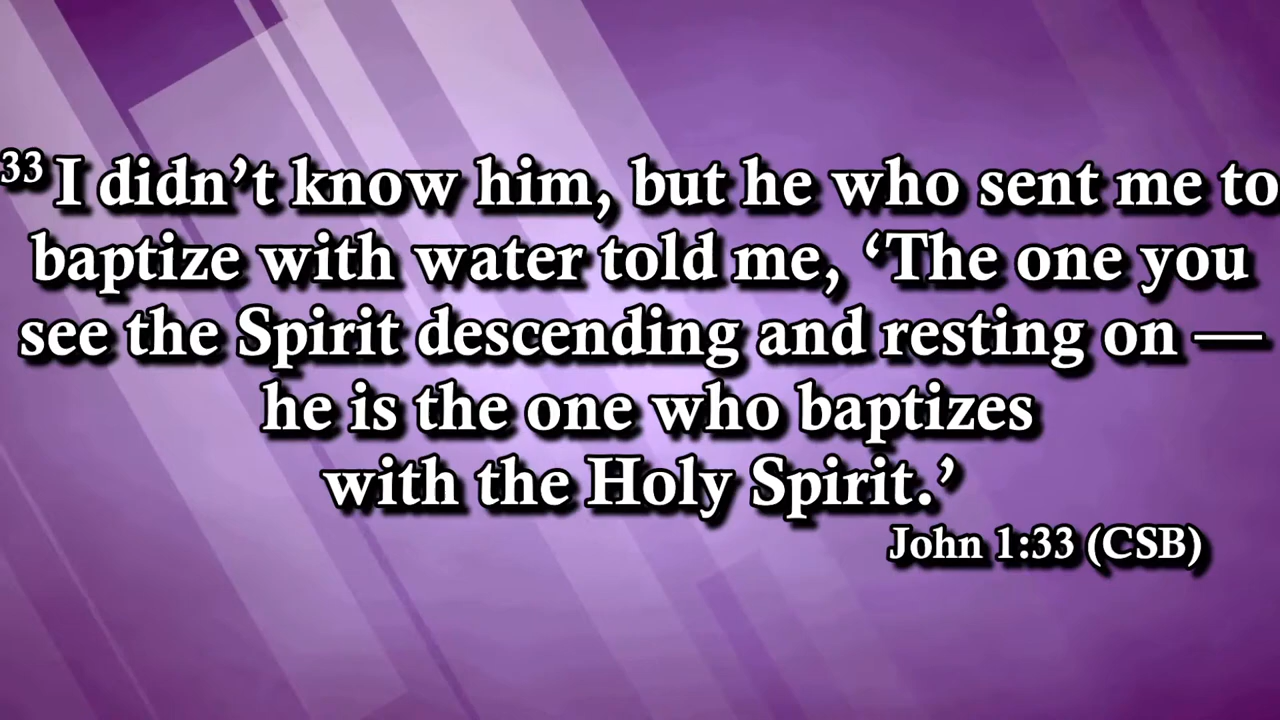 33 I didn’t know him, but he who sent me to
baptize with water told me, ‘The one you
see the Spirit descending and resting on —
he is the one who baptizes
with the Holy Spirit.’
John 1:33 (CSB)